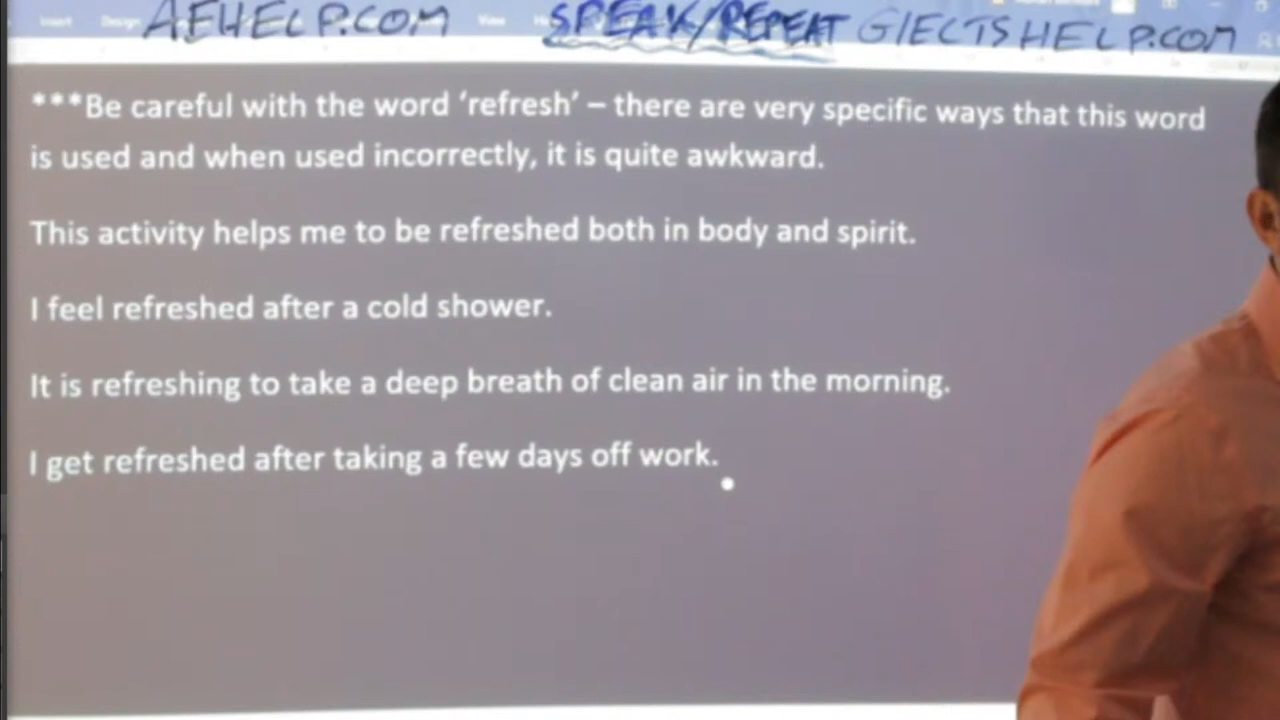 Insert Design View
AEHELP.COM SPEAK/REPEAT GIELTSHELP.COM
***Be careful with the word ‘refresh’ – there are very specific ways that this word
is used and when used incorrectly, it is quite awkward.
This activity helps me to be refreshed both in body and spirit.
I feel refreshed after a cold shower.
It is refreshing to take a deep breath of clean air in the morning.
I get refreshed after taking a few days off work.